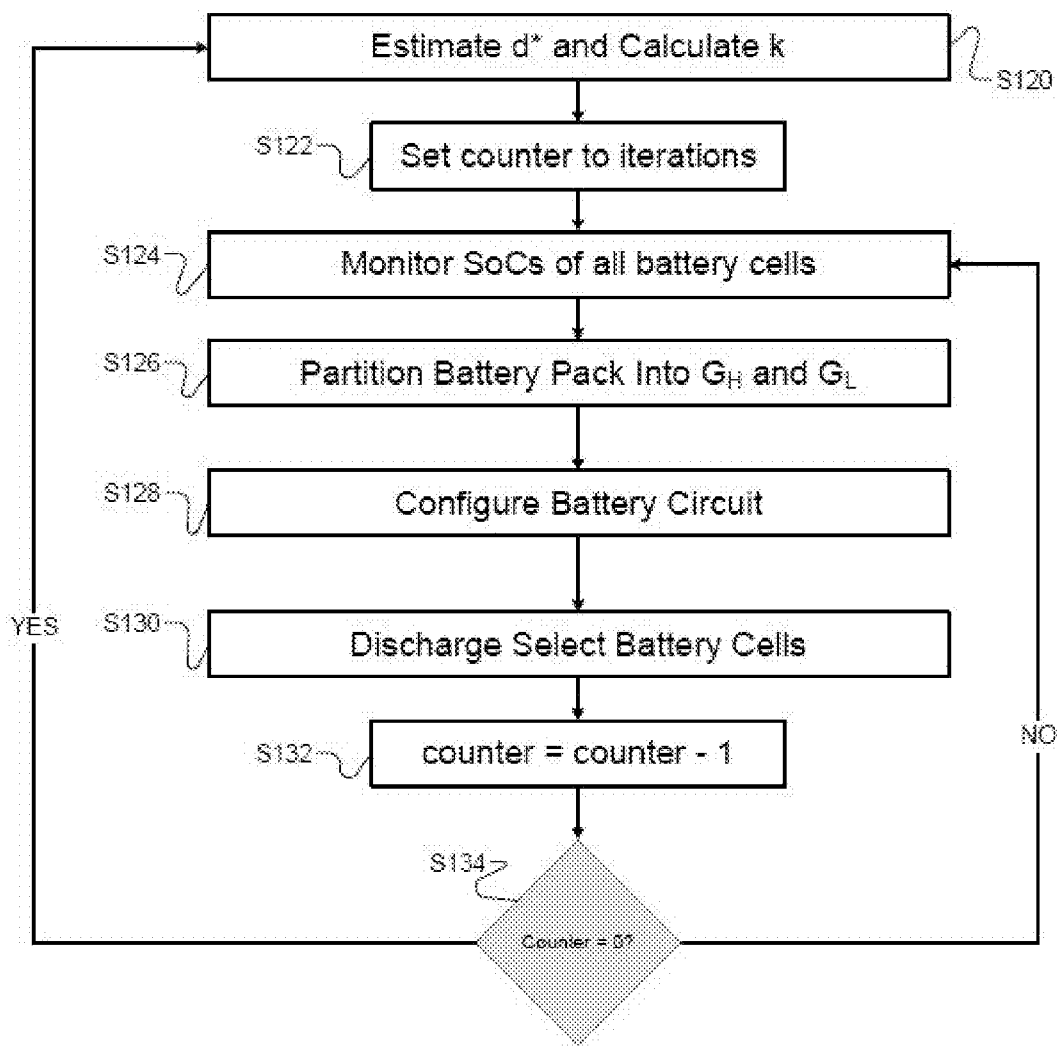 Estimate d* and Calculate k
S120
S122
Set counter to iterations
S124
Monitor SoCs of all battery cells
S126
Partition Battery Pack Into G_H and G_L
S128
Configure Battery Circuit
YES
S130
Discharge Select Battery Cells
S132
counter = counter - 1
NO
S134
Counter = 0?